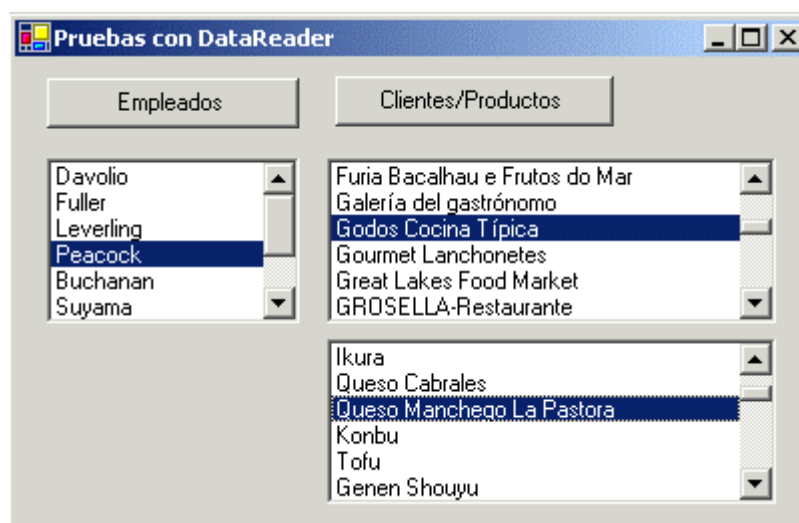 Pruebas con DataReader
Empleados
Clientes/Productos
Davolio
Fuller
Leverling
Peacock
Buchanan
Suyama
Furia Bacalhau e Frutos do Mar
Galería del gastrónomo
Godos Cocina Típica
Gourmet Lanchonetes
Great Lakes Food Market
GROSELLA-Restaurante
Ikura
Queso Cabrales
Queso Manchego La Pastora
Konbu
Tofu
Genen Shouyu